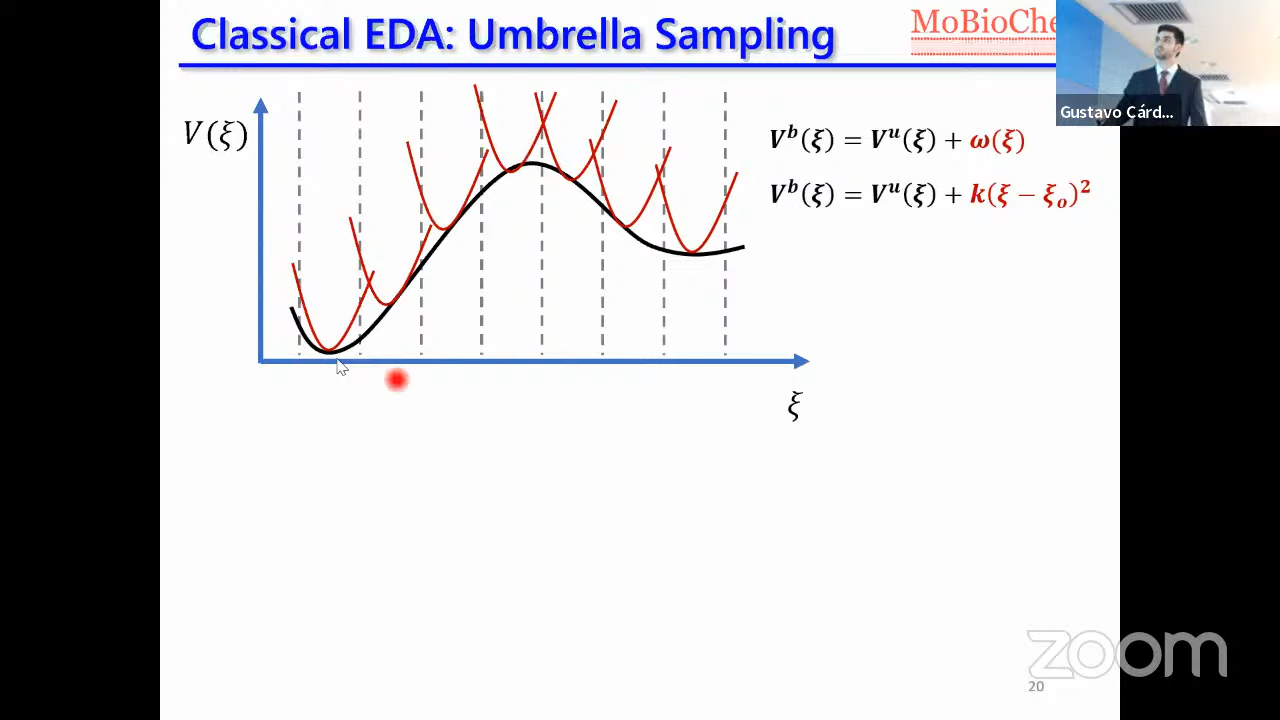 Classical EDA: Umbrella Sampling
MoBioChe
Gustavo Cárd...
V(ξ)
V^b(ξ) = V^u(ξ) + ω(ξ)
V^b(ξ) = V^u(ξ) + k(ξ − ξ_o)^2
ξ
zoom
20